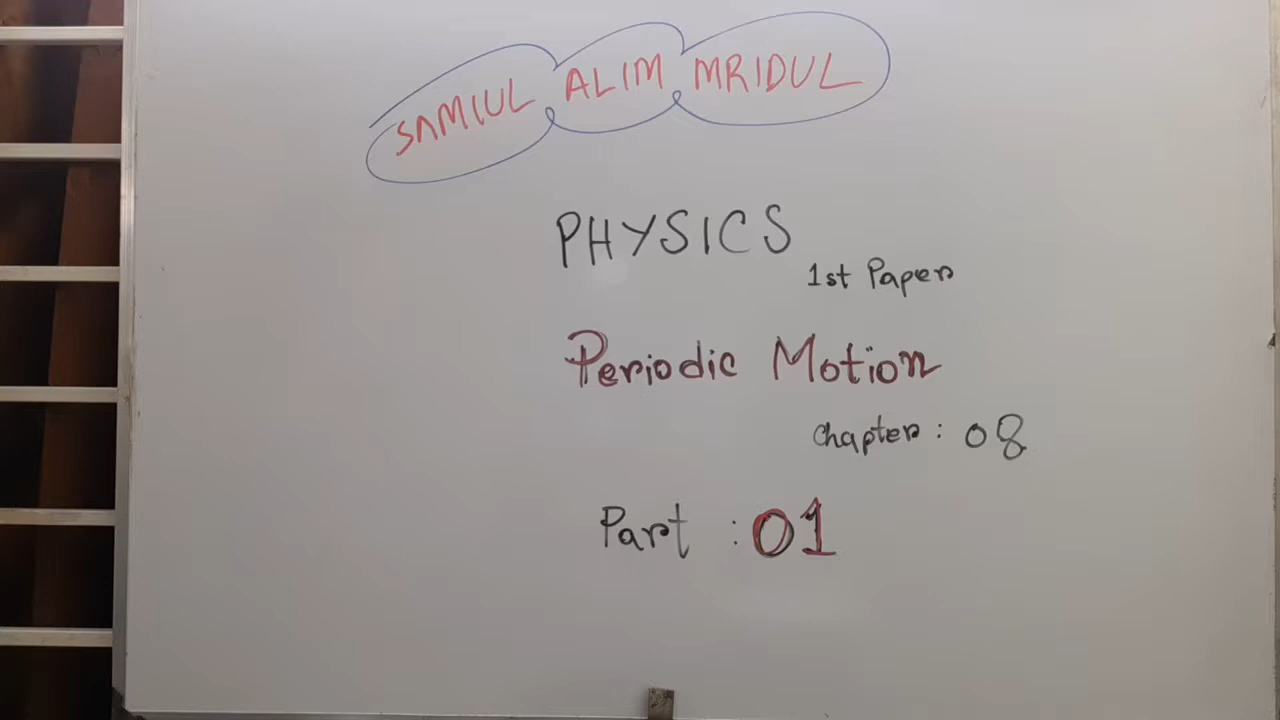 SAMIUL ALIM MRIDUL
PHYSICS
1st Paper
Periodic Motion
chapter : 08
Part : 01